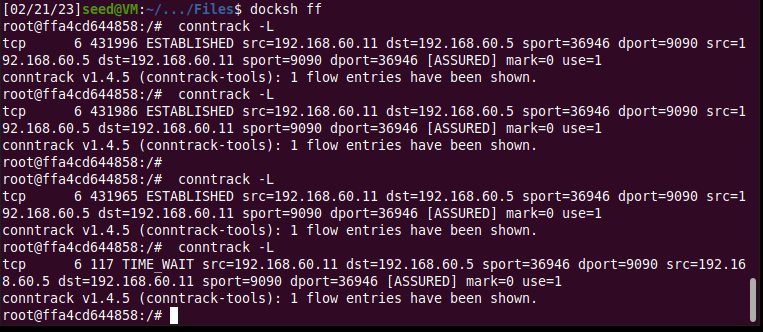 [02/21/23]seed@VM:~/.../Files$ docksh ff
root@ffa4cd644858:/#  conntrack -L
tcp      6 431996 ESTABLISHED src=192.168.60.11 dst=192.168.60.5 sport=36946 dport=9090 src=1
92.168.60.5 dst=192.168.60.11 sport=9090 dport=36946 [ASSURED] mark=0 use=1
conntrack v1.4.5 (conntrack-tools): 1 flow entries have been shown.
root@ffa4cd644858:/#  conntrack -L
tcp      6 431986 ESTABLISHED src=192.168.60.11 dst=192.168.60.5 sport=36946 dport=9090 src=1
92.168.60.5 dst=192.168.60.11 sport=9090 dport=36946 [ASSURED] mark=0 use=1
conntrack v1.4.5 (conntrack-tools): 1 flow entries have been shown.
root@ffa4cd644858:/#
root@ffa4cd644858:/#  conntrack -L
tcp      6 431965 ESTABLISHED src=192.168.60.11 dst=192.168.60.5 sport=36946 dport=9090 src=1
92.168.60.5 dst=192.168.60.11 sport=9090 dport=36946 [ASSURED] mark=0 use=1
conntrack v1.4.5 (conntrack-tools): 1 flow entries have been shown.
root@ffa4cd644858:/#  conntrack -L
tcp      6 117 TIME_WAIT src=192.168.60.11 dst=192.168.60.5 sport=36946 dport=9090 src=192.16
8.60.5 dst=192.168.60.11 sport=9090 dport=36946 [ASSURED] mark=0 use=1
conntrack v1.4.5 (conntrack-tools): 1 flow entries have been shown.
root@ffa4cd644858:/#